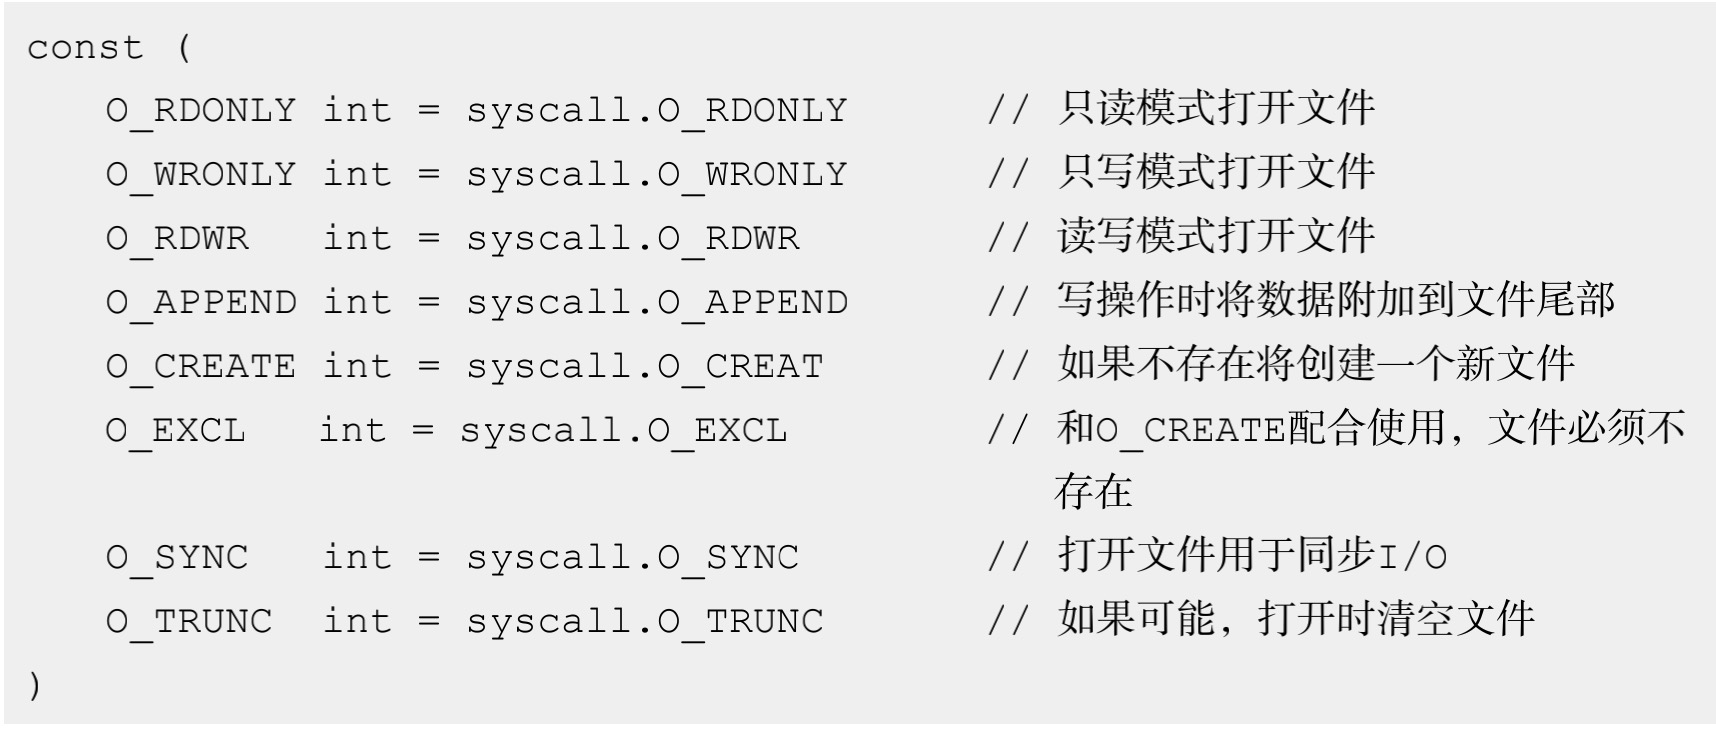 const (
O_RDONLY int = syscall.O_RDONLY // 只读模式打开文件
O_WRONLY int = syscall.O_WRONLY // 只写模式打开文件
O_RDWR int = syscall.O_RDWR // 读写模式打开文件
O_APPEND int = syscall.O_APPEND // 写操作时将数据附加到文件尾部
O_CREATE int = syscall.O_CREAT // 如果不存在将创建一个新文件
O_EXCL int = syscall.O_EXCL // 和O_CREATE配合使用，文件必须不
存在
O_SYNC int = syscall.O_SYNC // 打开文件用于同步I/O
O_TRUNC int = syscall.O_TRUNC // 如果可能，打开时清空文件
)